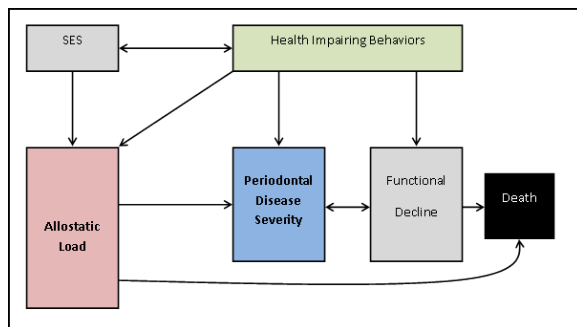 SES
Health Impairing Behaviors
Allostatic
Load
Periodontal
Disease
Severity
Functional
Decline
Death